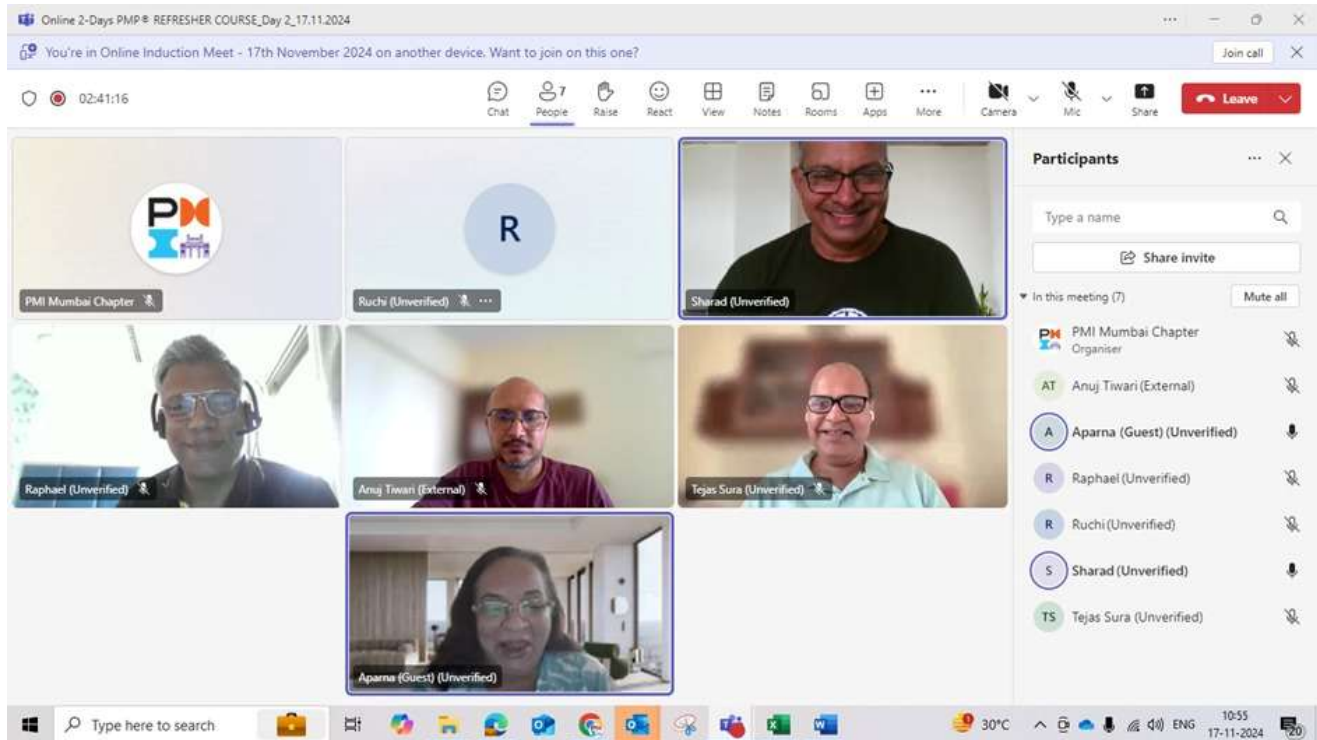 Online 2-Days PMP® REFRESHER COURSE_Day 2_17.11.2024
You're in Online Induction Meet - 17th November 2024 on another device. Want to join on this one?
Join call
02:41:16
Chat
7
People
Raise
React
View
Notes
Rooms
Apps
More
Camera
Mic
Share
Leave
PMI Mumbai Chapter
R
Ruchi (Unverified)
Sharad (Unverified)
Raphael (Unverified)
Anuj Tiwari (External)
Tejas Sura (Unverified)
Aparna (Guest) (Unverified)
Participants
Type a name
Share invite
In this meeting (7)
Mute all
PMI Mumbai Chapter
Organiser
AT Anuj Tiwari (External)
A Aparna (Guest) (Unverified)
R Raphael (Unverified)
R Ruchi (Unverified)
S Sharad (Unverified)
TS Tejas Sura (Unverified)
Type here to search
30°C
ENG
10:55
17-11-2024
20